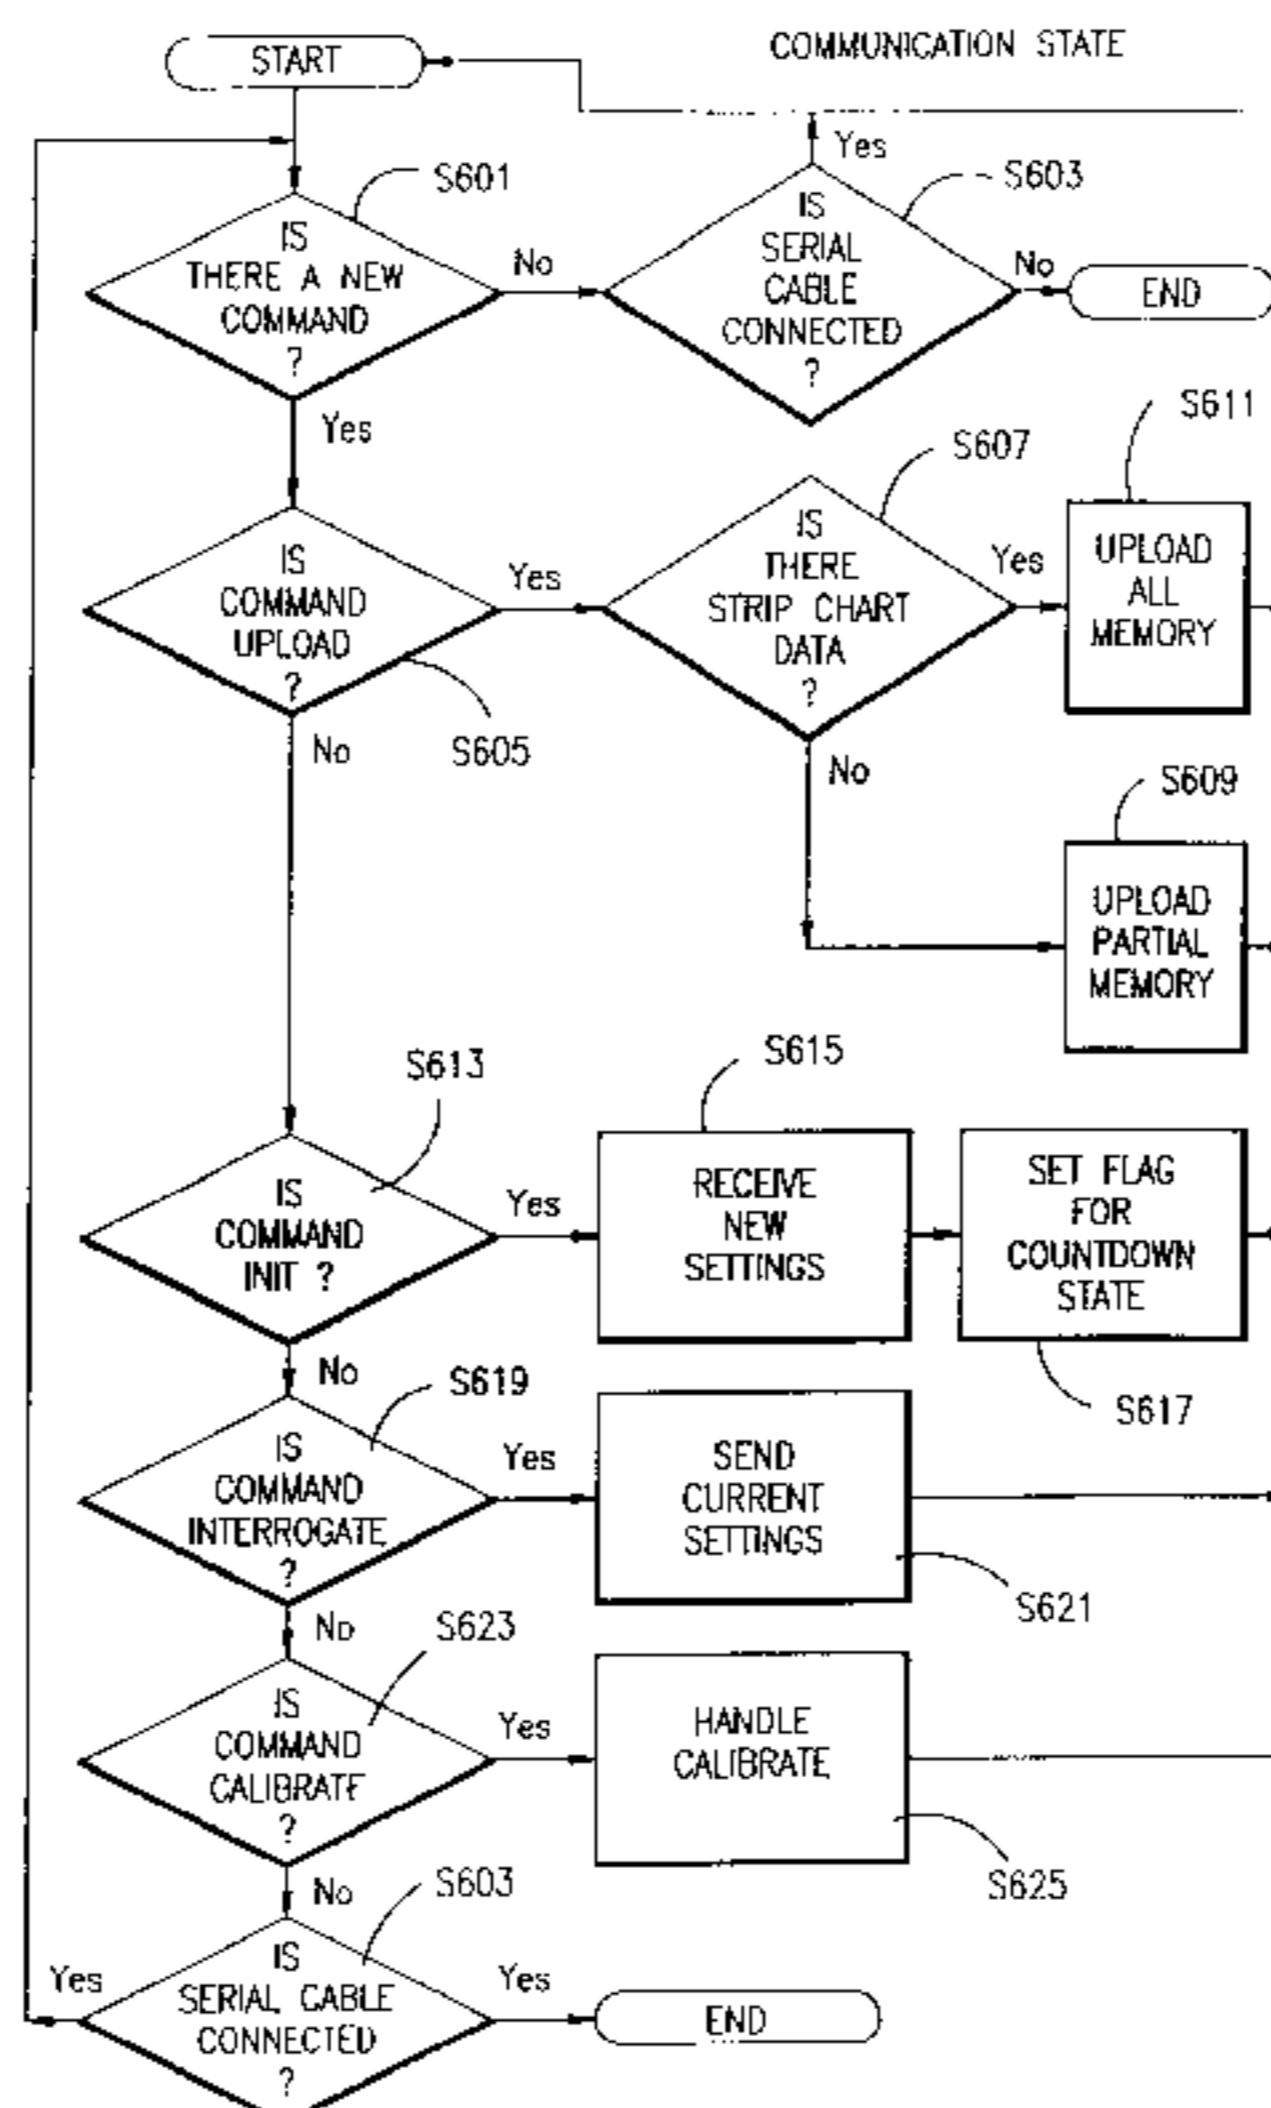 COMMUNICATION STATE
START
S601
IS
THERE A NEW
COMMAND
?
No
Yes
S603
IS
SERIAL
CABLE
CONNECTED
?
Yes
No
END
IS
COMMAND
UPLOAD
?
S605
Yes
No
S607
IS
THERE
STRIP CHART
DATA
?
Yes
No
S611
UPLOAD
ALL
MEMORY
S609
UPLOAD
PARTIAL
MEMORY
S613
IS
COMMAND
INIT ?
Yes
No
S615
RECEIVE
NEW
SETTINGS
SET FLAG
FOR
COUNTDOWN
STATE
S617
S619
IS
COMMAND
INTERROGATE
?
Yes
No
SEND
CURRENT
SETTINGS
S621
S623
IS
COMMAND
CALIBRATE
?
Yes
No
HANDLE
CALIBRATE
S625
S603
IS
SERIAL CABLE
CONNECTED
?
Yes
Yes
END